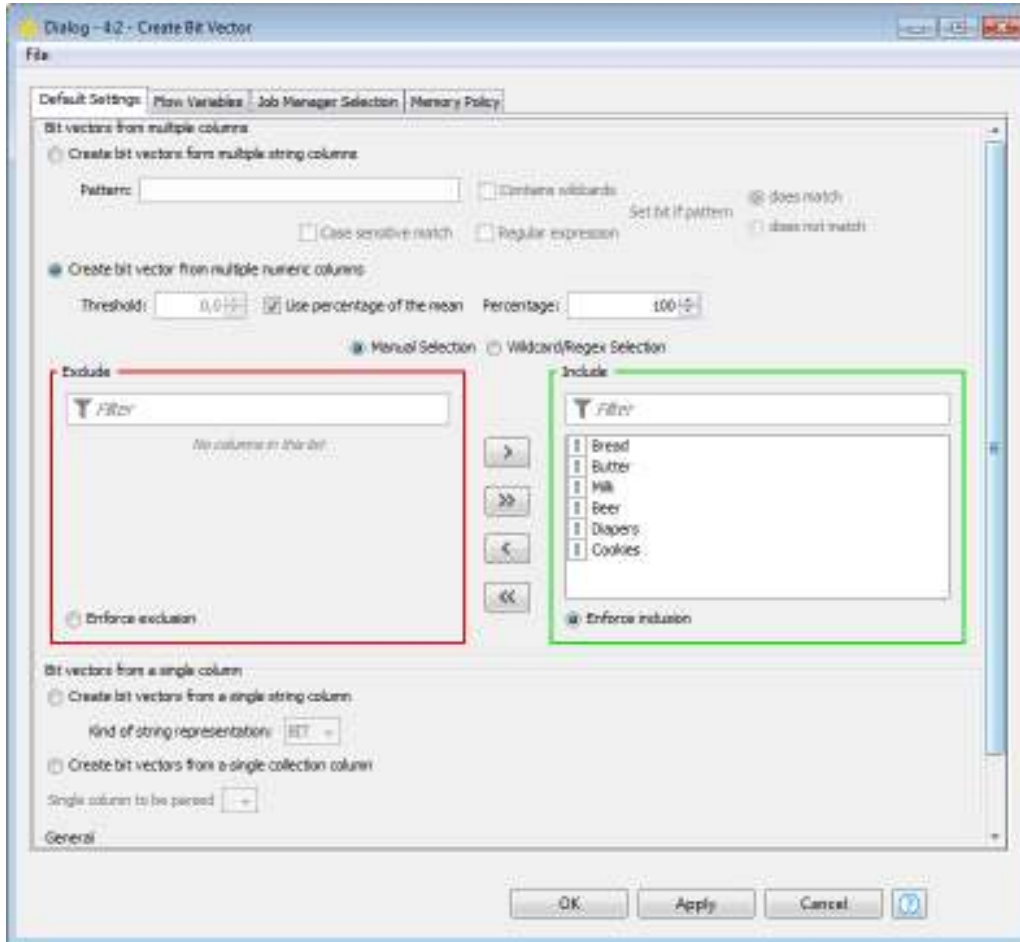 Dialog - 4:2 - Create Bit Vector
File
Default Settings Flow Variables Job Manager Selection Memory Policy
Bit vectors from multiple columns
Create bit vectors form multiple string columns
Pattern: Contains wildcards
Set bit if pattern does match
Case sensitive match Regular expression does not match
Create bit vector from multiple numeric columns
Threshold: 0,0 Use percentage of the mean Percentage: 100
Manual Selection Wildcard/Regex Selection
Exclude Include
Filter Filter
No columns in this list
> I Bread
I Butter
>> I Milk
I Beer
I Diapers
< I Cookies
<<
Enforce exclusion Enforce inclusion
Bit vectors from a single column
Create bit vectors from a single string column
Kind of string representation: BIT
Create bit vectors from a single collection column
Single column to be parsed
General
OK Apply Cancel ?